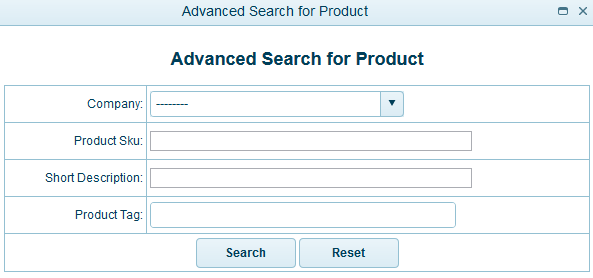 Advanced Search for Product
Advanced Search for Product
Company: --------
Product Sku:
Short Description:
Product Tag:
Search Reset